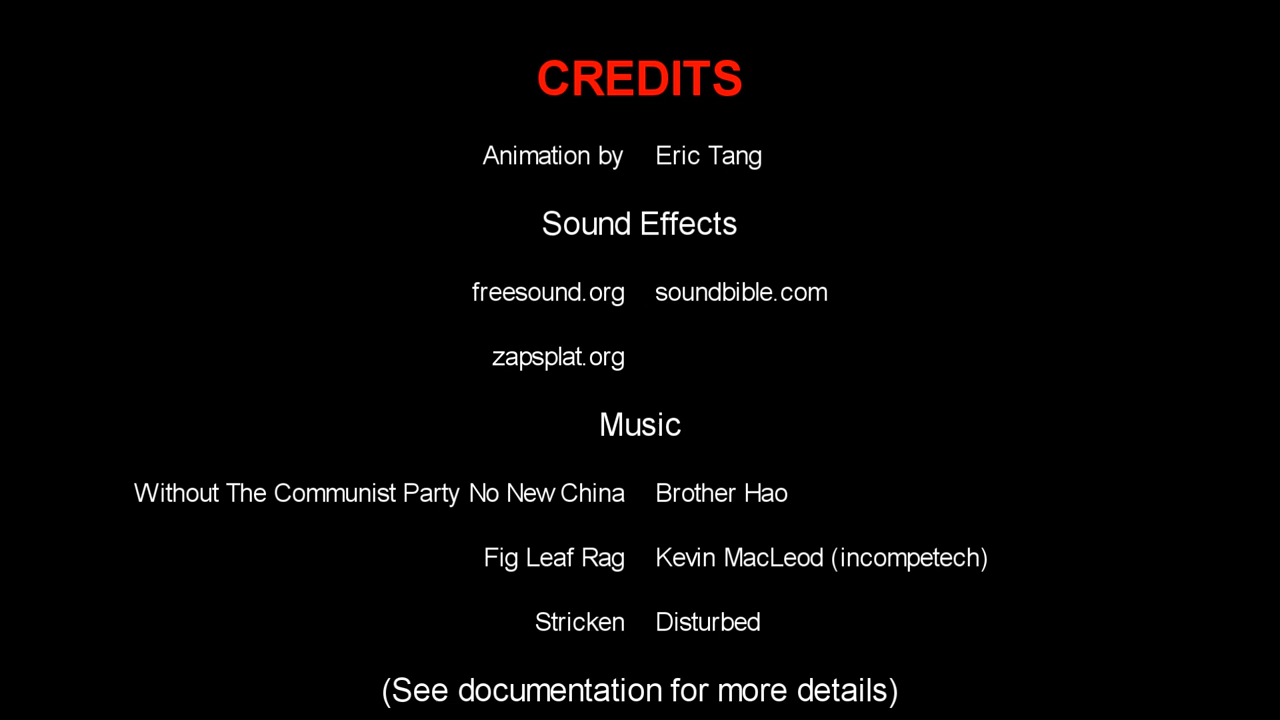 CREDITS
Animation by Eric Tang
Sound Effects
freesound.org soundbible.com
zapsplat.org
Music
Without The Communist Party No New China Brother Hao
Fig Leaf Rag Kevin MacLeod (incompetech)
Stricken Disturbed
(See documentation for more details)